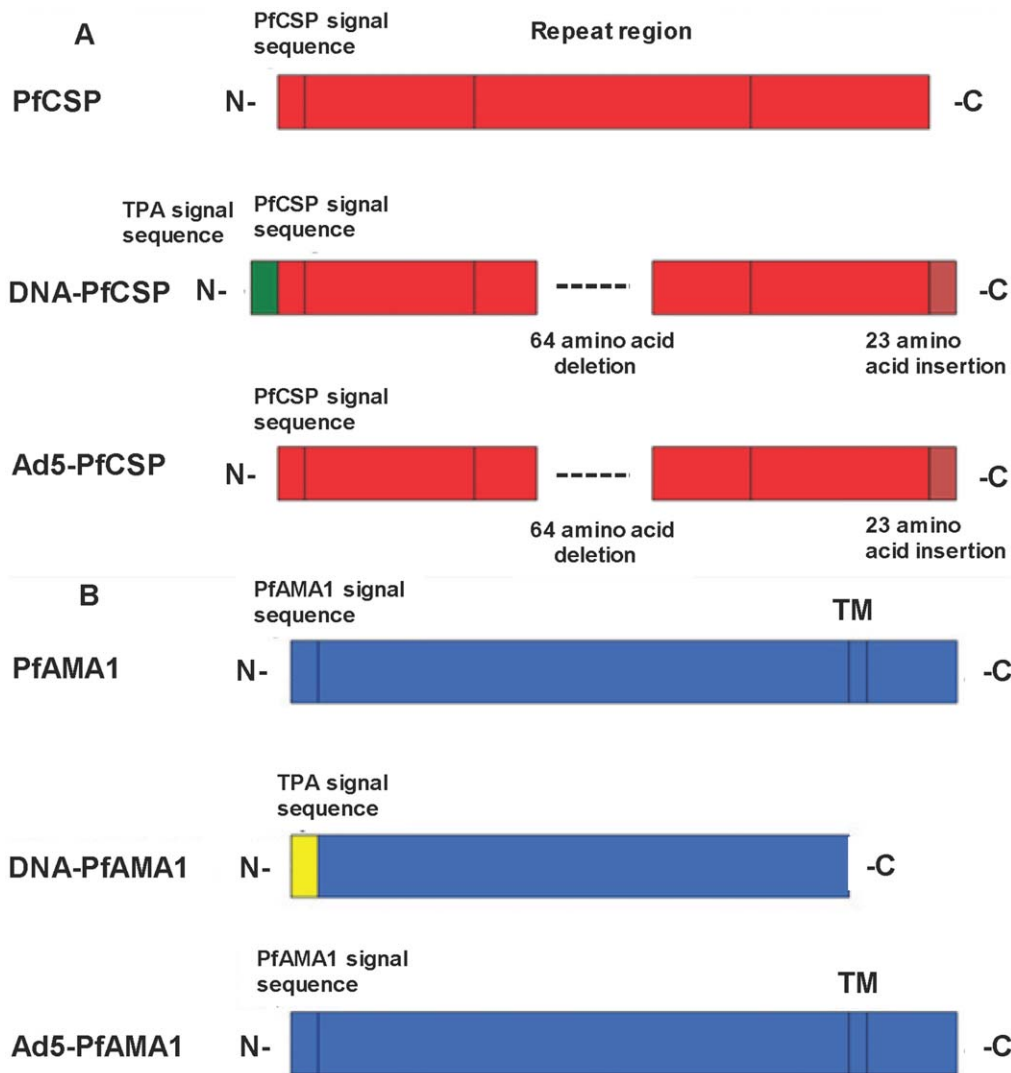 A
PfCSP signal
sequence
Repeat region
PfCSP
N-
-C
TPA signal
sequence
PfCSP signal
sequence
DNA-PfCSP
N-
-C
64 amino acid
deletion
23 amino
acid insertion
PfCSP signal
sequence
Ad5-PfCSP
N-
-C
64 amino acid
deletion
23 amino
acid insertion
B
PfAMA1 signal
sequence
TM
PfAMA1
N-
-C
TPA signal
sequence
DNA-PfAMA1
N-
-C
PfAMA1 signal
sequence
TM
Ad5-PfAMA1
N-
-C